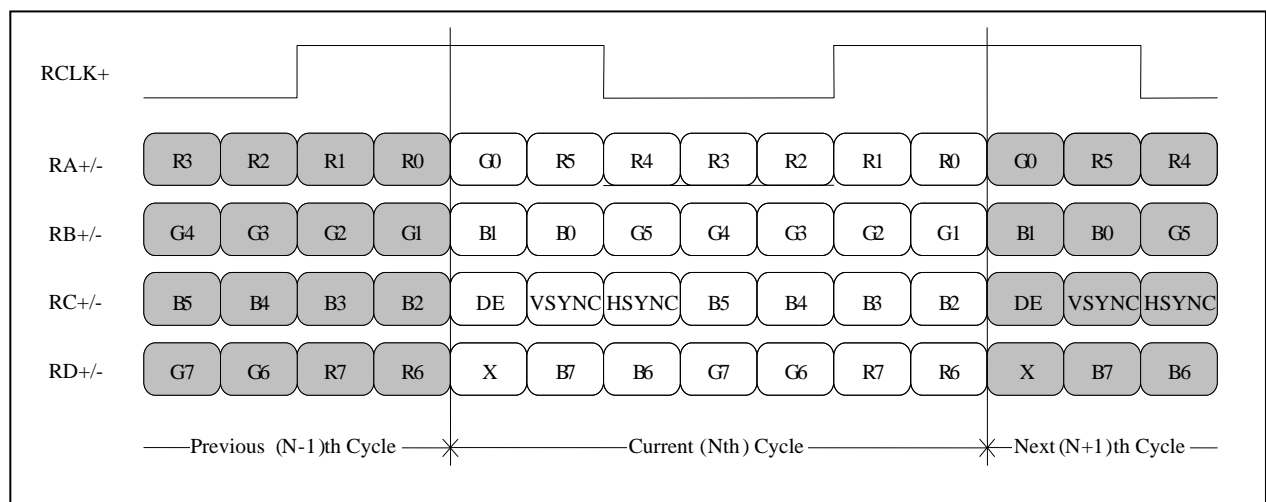 RCLK+
RA+/- R3 R2 R1 R0 G0 R5 R4 R3 R2 R1 R0 G0 R5 R4
RB+/- G4 G3 G2 G1 B1 B0 G5 G4 G3 G2 G1 B1 B0 G5
RC+/- B5 B4 B3 B2 DE VSYNC HSYNC B5 B4 B3 B2 DE VSYNC HSYNC
RD+/- G7 G6 R7 R6 X B7 B6 G7 G6 R7 R6 X B7 B6
Previous (N-1)th Cycle Current (Nth) Cycle Next (N+1)th Cycle